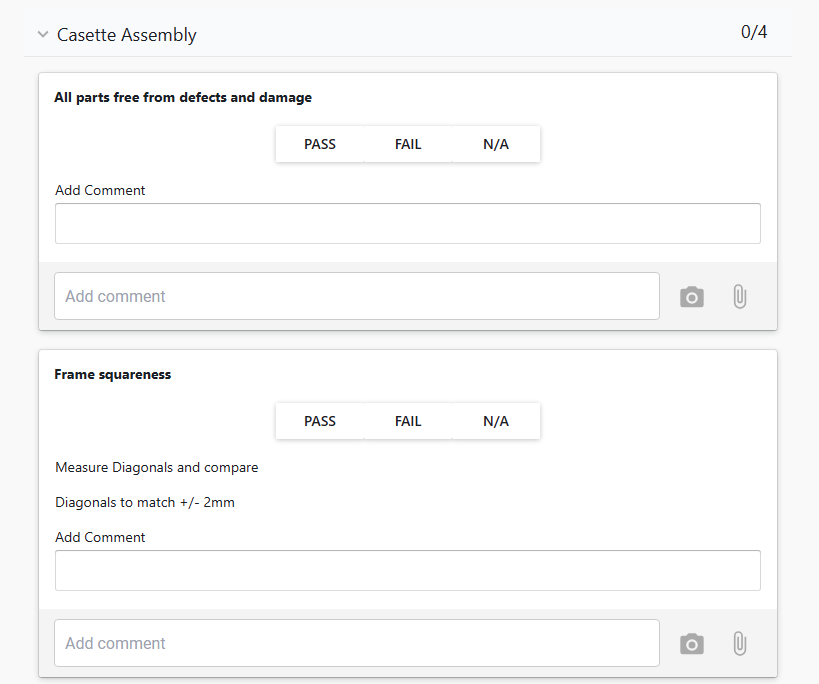 Casette Assembly 0/4
All parts free from defects and damage
PASS FAIL N/A
Add Comment
Add comment
Frame squareness
PASS FAIL N/A
Measure Diagonals and compare
Diagonals to match +/- 2mm
Add Comment
Add comment